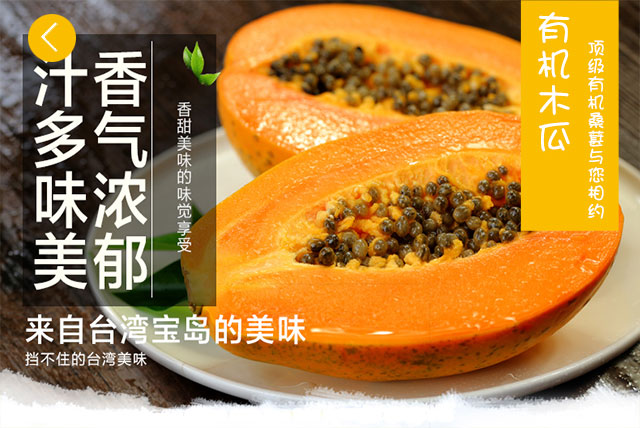 有机木瓜
顶级有机桑葚与您相约
香气浓郁
汁多味美
香甜美味的味觉享受
来自台湾宝岛的美味
挡不住的台湾美味